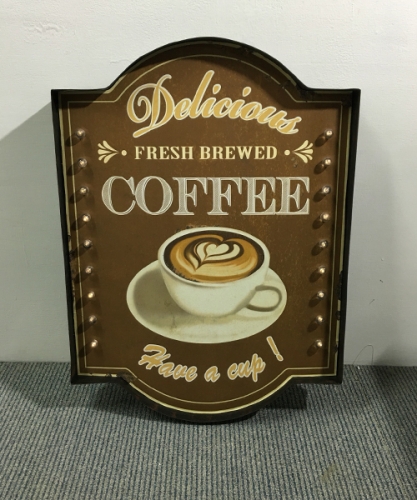 Delicious
FRESH BREWED
COFFEE
Have a cup!